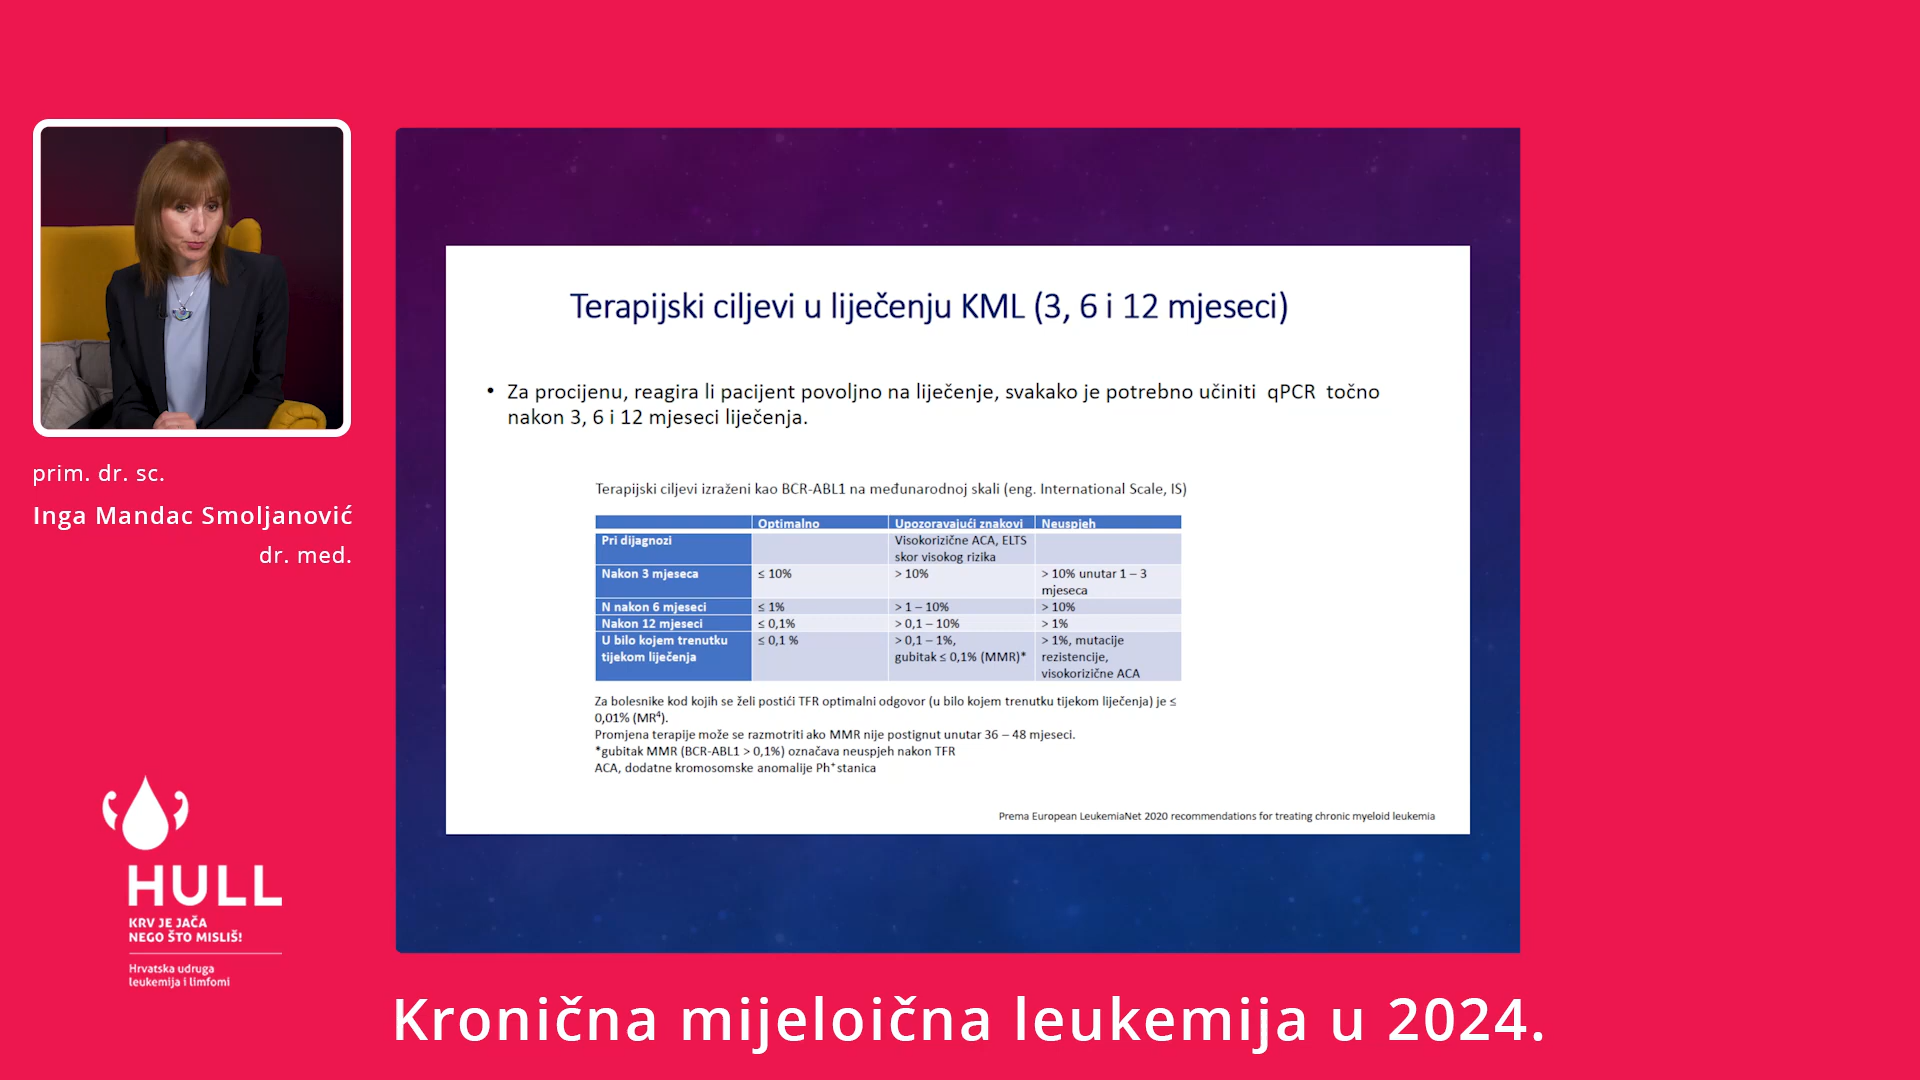 prim. dr. sc.
Inga Mandac Smoljanović
dr. med.
HULL
KRV JE JAČA
NEGO ŠTO MISLIŠ!
Hrvatska udruga
leukemija i limfomi
Terapijski ciljevi u liječenju KML (3, 6 i 12 mjeseci)
• Za procijenu, reagira li pacijent povoljno na liječenje, svakako je potrebno učiniti qPCR točno
nakon 3, 6 i 12 mjeseci liječenja.
Terapijski ciljevi izraženi kao BCR-ABL1 na međunarodnoj skali (eng. International Scale, IS)
Optimalno Upozoravajući znakovi Neuspjeh
Pri dijagnozi Visokorizične ACA, ELTS
skor visokog rizika
Nakon 3 mjeseca ≤ 10% > 10% > 10% unutar 1 – 3
mjeseca
N nakon 6 mjeseci ≤ 1% > 1 – 10% > 10%
Nakon 12 mjeseci ≤ 0,1% > 0,1 – 10% > 1%
U bilo kojem trenutku ≤ 0,1 % > 0,1 – 1%, > 1%, mutacije
tijekom liječenja gubitak ≤ 0,1% (MMR)* rezistencije,
visokorizične ACA
Za bolesnike kod kojih se želi postići TFR optimalni odgovor (u bilo kojem trenutku tijekom liječenja) je ≤
0,01% (MR⁴).
Promjena terapije može se razmotriti ako MMR nije postignut unutar 36 – 48 mjeseci.
*gubitak MMR (BCR-ABL1 > 0,1%) označava neuspjeh nakon TFR
ACA, dodatne kromosomske anomalije Ph⁺ stanica
Prema European LeukemiaNet 2020 recommendations for treating chronic myeloid leukemia
Kronična mijeloična leukemija u 2024.